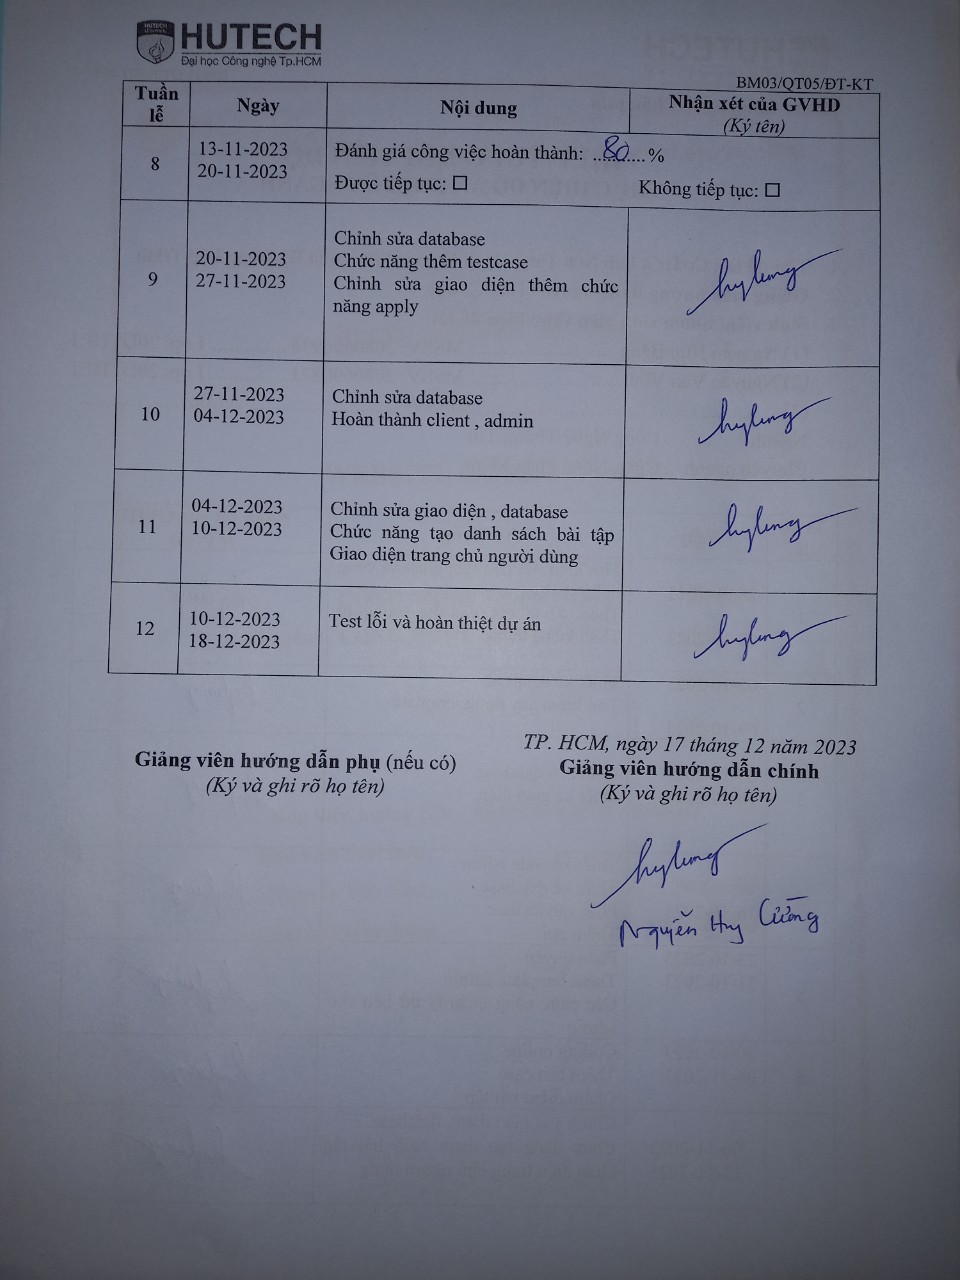 HUTECH
Đại học Công nghệ Tp.HCM
BM03/QT05/ĐT-KT
Tuần lễ Ngày Nội dung Nhận xét của GVHD
(Ký tên)
8
13-11-2023
20-11-2023
Đánh giá công việc hoàn thành: ...80...%
Được tiếp tục: ☐ Không tiếp tục: ☐
9
20-11-2023
27-11-2023
Chỉnh sửa database
Chức năng thêm testcase
Chỉnh sửa giao diện thêm chức
năng apply
10
27-11-2023
04-12-2023
Chỉnh sửa database
Hoàn thành client , admin
11
04-12-2023
10-12-2023
Chỉnh sửa giao diện , database
Chức năng tạo danh sách bài tập
Giao diện trang chủ người dùng
12
10-12-2023
18-12-2023
Test lỗi và hoàn thiệt dự án
TP. HCM, ngày 17 tháng 12 năm 2023
Giảng viên hướng dẫn phụ (nếu có)
(Ký và ghi rõ họ tên)
Giảng viên hướng dẫn chính
(Ký và ghi rõ họ tên)
Nguyễn Huy Cường